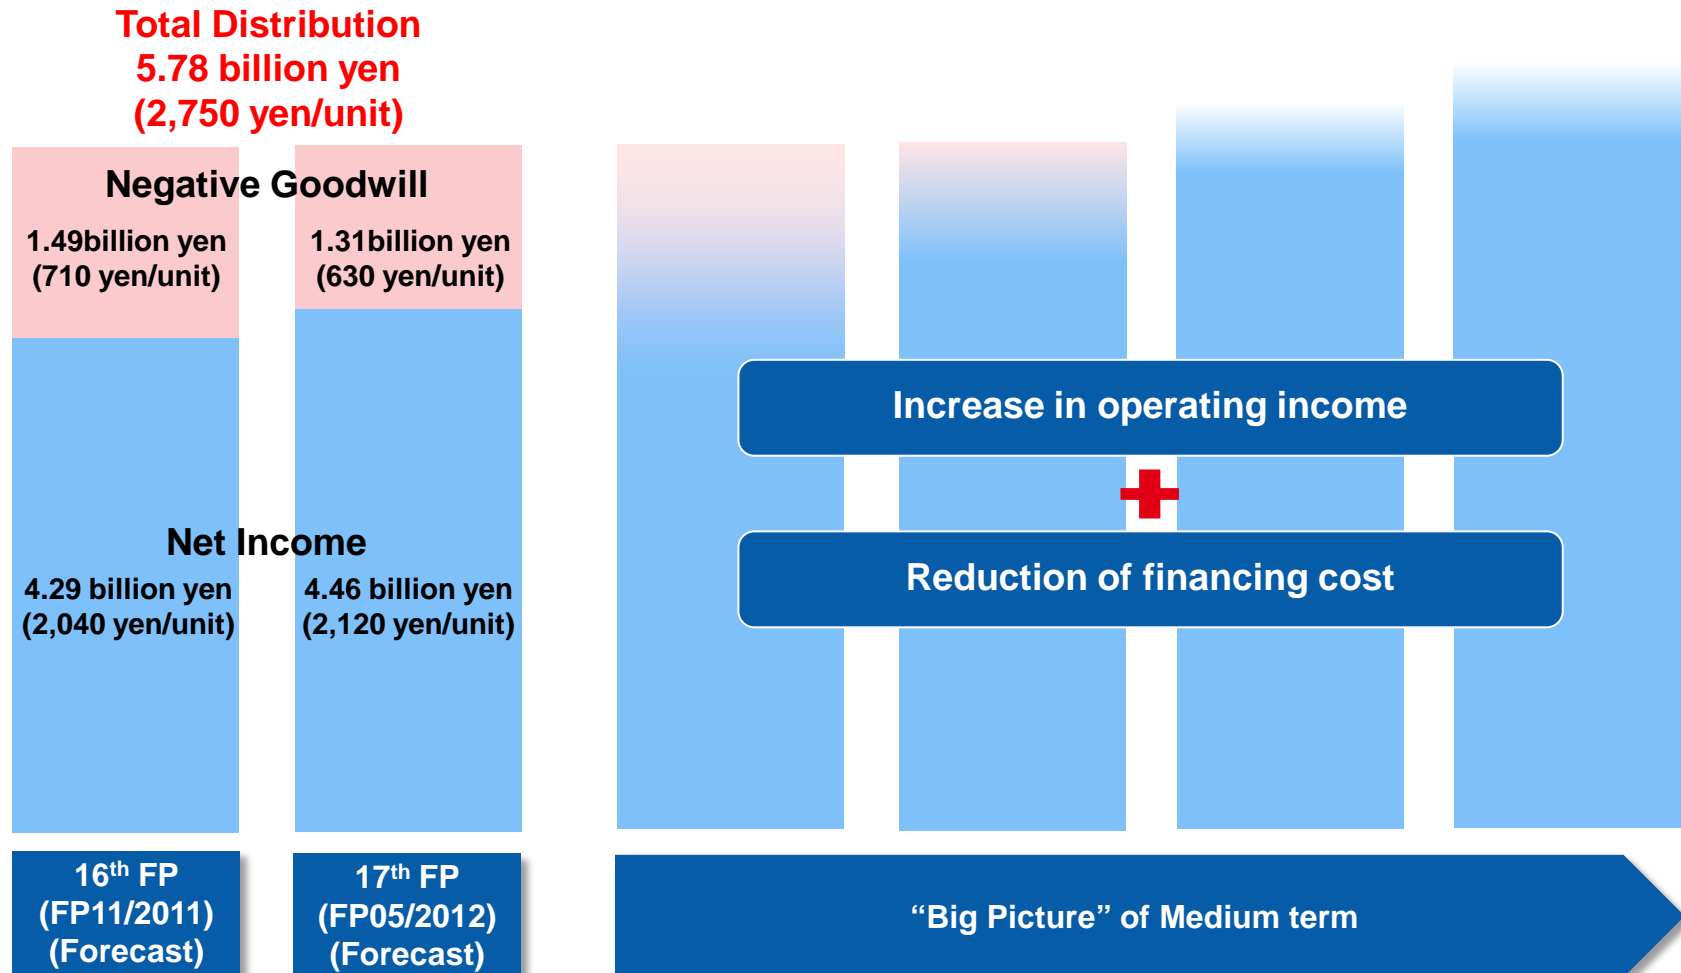 Total Distribution
5.78 billion yen
(2,750 yen/unit)
Negative Goodwill
1.49billion yen
(710 yen/unit)
1.31billion yen
(630 yen/unit)
Increase in operating income
Reduction of financing cost
Net Income
4.29 billion yen
(2,040 yen/unit)
4.46 billion yen
(2,120 yen/unit)
16th FP
(FP11/2011)
(Forecast)
17th FP
(FP05/2012)
(Forecast)
“Big Picture” of Medium term